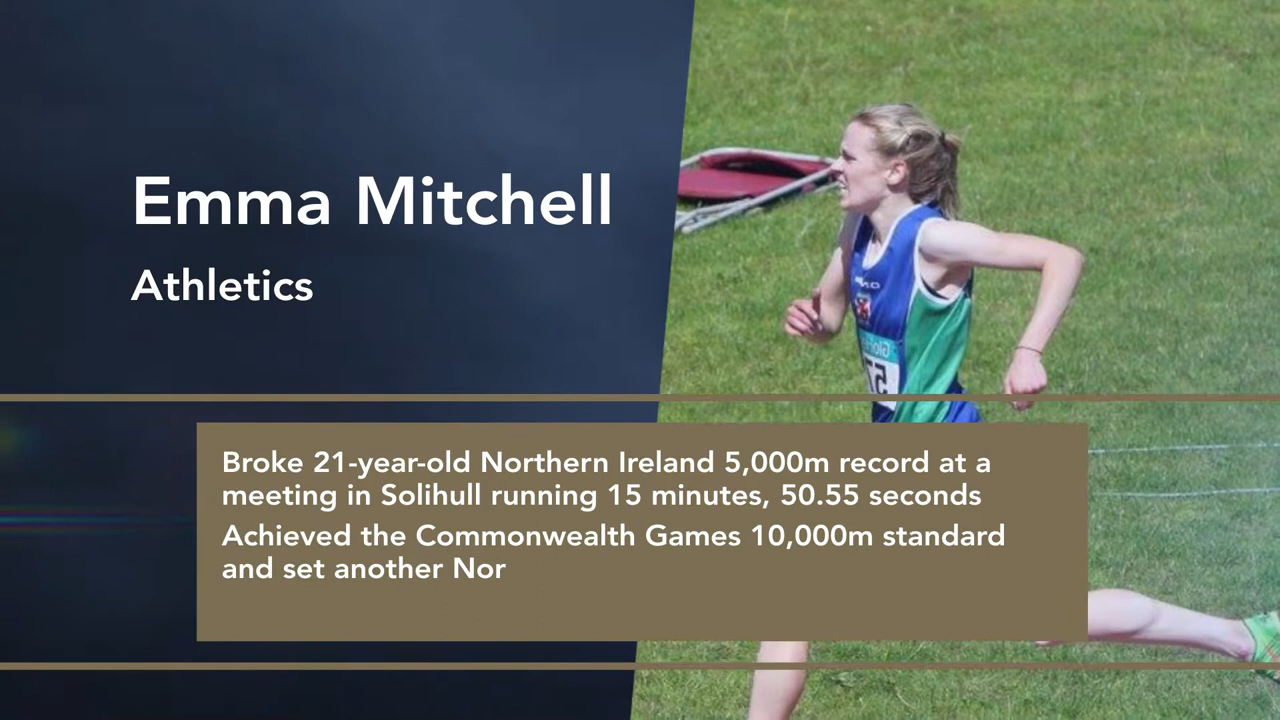 Emma Mitchell
Athletics
Broke 21-year-old Northern Ireland 5,000m record at a
meeting in Solihull running 15 minutes, 50.55 seconds
Achieved the Commonwealth Games 10,000m standard
and set another Nor